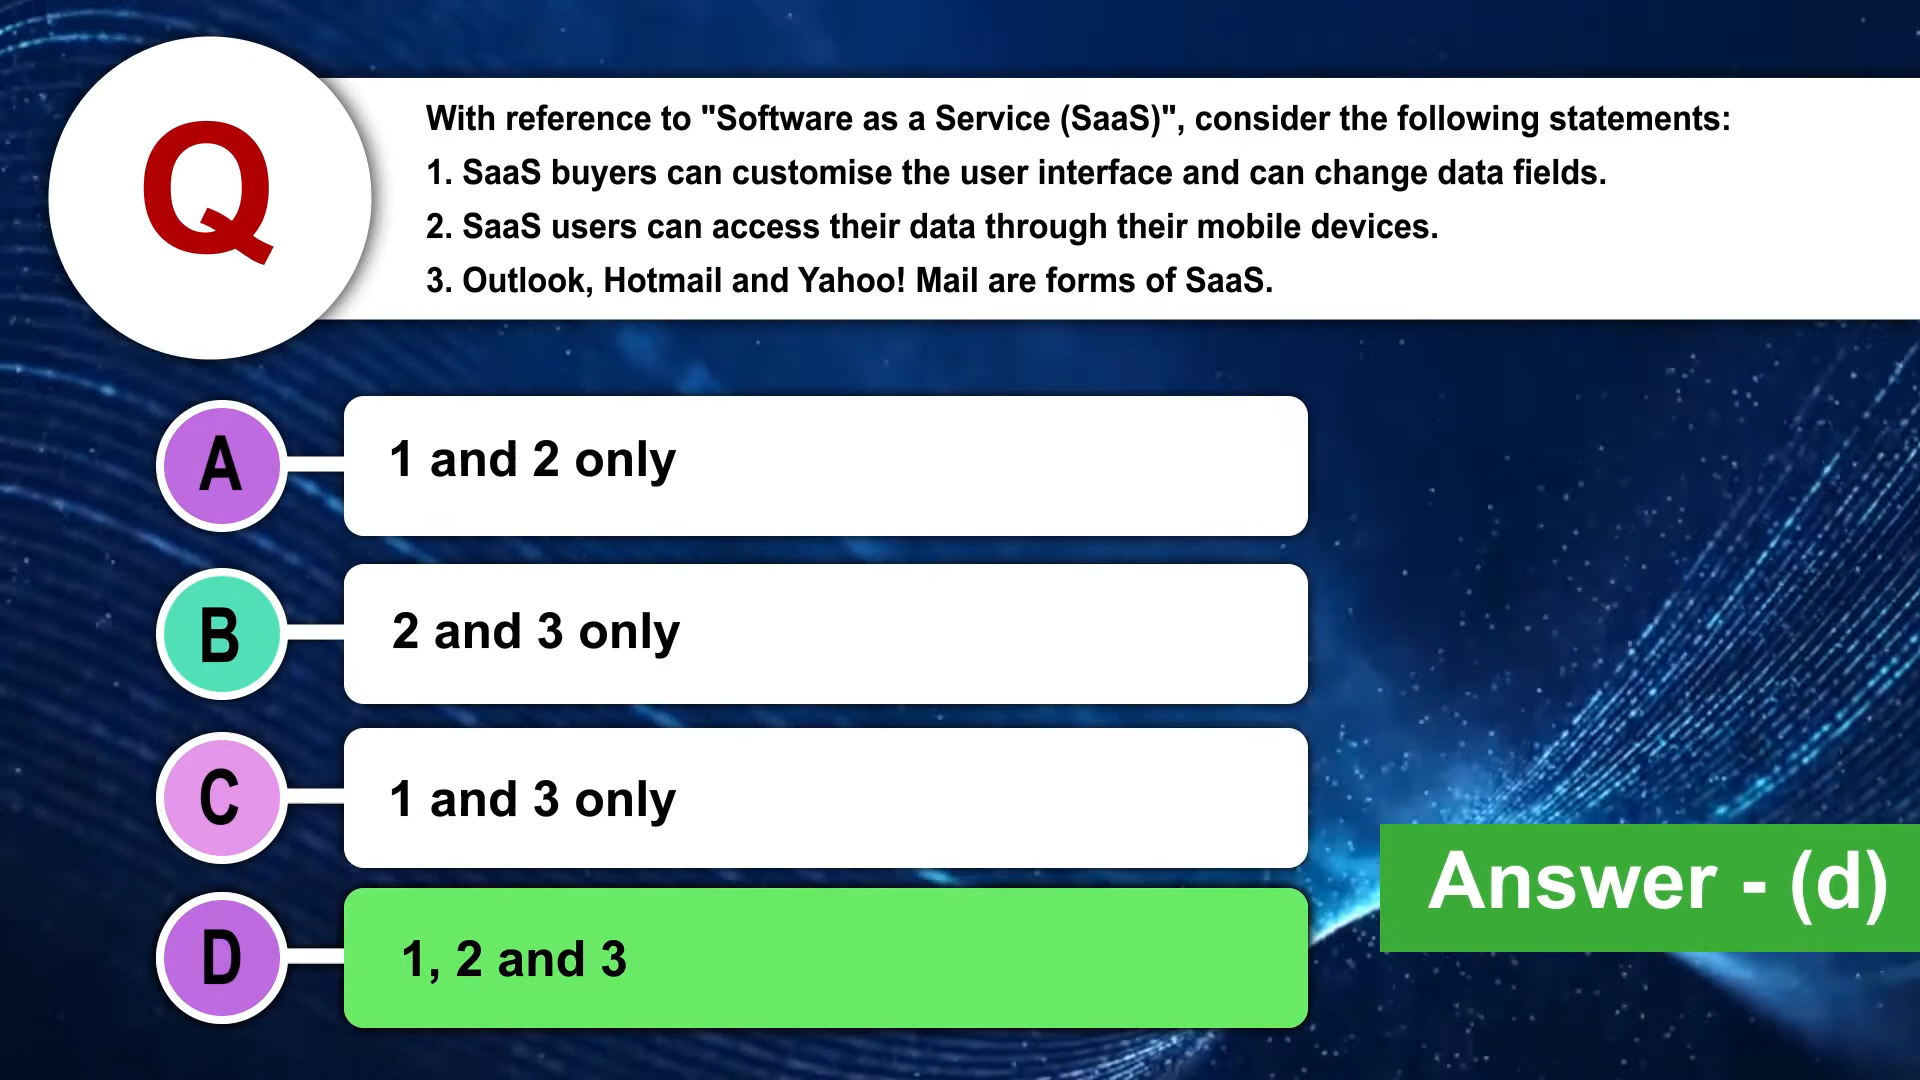 Q
With reference to "Software as a Service (SaaS)", consider the following statements:
1. SaaS buyers can customise the user interface and can change data fields.
2. SaaS users can access their data through their mobile devices.
3. Outlook, Hotmail and Yahoo! Mail are forms of SaaS.
A 1 and 2 only
B 2 and 3 only
C 1 and 3 only
D 1, 2 and 3
Answer - (d)